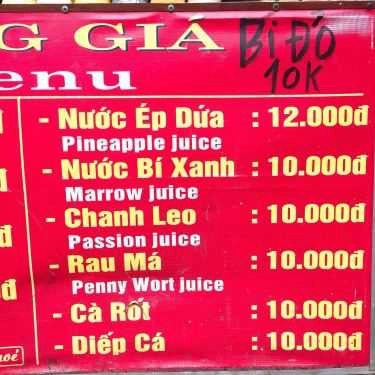 G GIÁ
Bí Đỏ
10K
enu
- Nước Ép Dứa : 12.000đ
Pineapple juice
- Nước Bí Xanh : 10.000đ
Marrow juice
- Chanh Leo : 10.000đ
Passion juice
- Rau Má : 10.000đ
Penny Wort juice
- Cà Rốt : 10.000đ
- Diếp Cá : 10.000đ